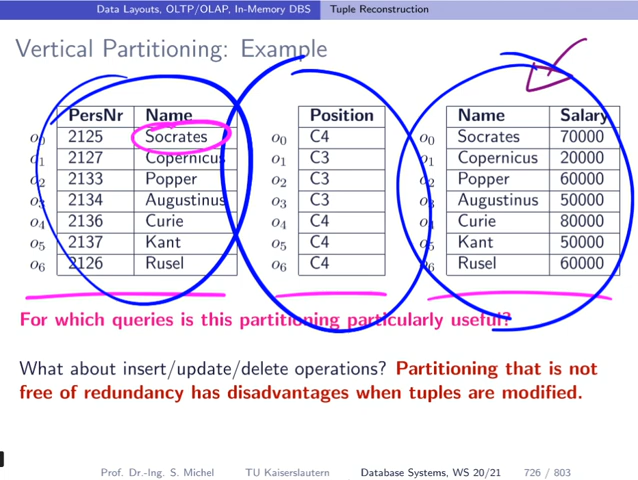 Data Layouts, OLTP/OLAP, In-Memory DBS Tuple Reconstruction
Vertical Partitioning: Example
PersNr Name
o0 2125 Socrates
o1 2127 Copernicus
o2 2133 Popper
o3 2134 Augustinus
o4 2136 Curie
o5 2137 Kant
o6 2126 Rusel
Position
o0 C4
o1 C3
o2 C3
o3 C3
o4 C4
o5 C4
o6 C4
Name Salary
o0 Socrates 70000
o1 Copernicus 20000
o2 Popper 60000
o3 Augustinus 50000
o4 Curie 80000
o5 Kant 50000
o6 Rusel 60000
For which queries is this partitioning particularly useful?
What about insert/update/delete operations? Partitioning that is not
free of redundancy has disadvantages when tuples are modified.
Prof. Dr.-Ing. S. Michel TU Kaiserslautern Database Systems, WS 20/21 726 / 803